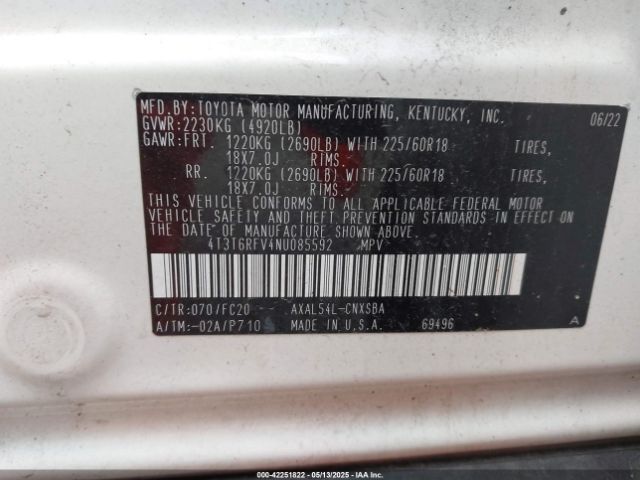 MFD.BY:TOYOTA MOTOR MANUFACTURING, KENTUCKY, INC. 06/22
GVWR:2230KG (4920LB)
GAWR:FRT. 1220KG (2690LB) WITH 225/60R18 TIRES,
18X7.0J RIMS.
RR. 1220KG (2690LB) WITH 225/60R18 TIRES,
18X7.0J RIMS.
THIS VEHICLE CONFORMS TO ALL APPLICABLE FEDERAL MOTOR
VEHICLE SAFETY AND THEFT PREVENTION STANDARDS IN EFFECT ON
THE DATE OF MANUFACTURE SHOWN ABOVE.
4T3T6RFV4NU085592 MPV
C/TR:070/FC20 AXAL54L-CNXSBA
A/TM:-02A/P710 MADE IN U.S.A. 69496 A
000-42251822 - 05/13/2025 - IAAI.COM